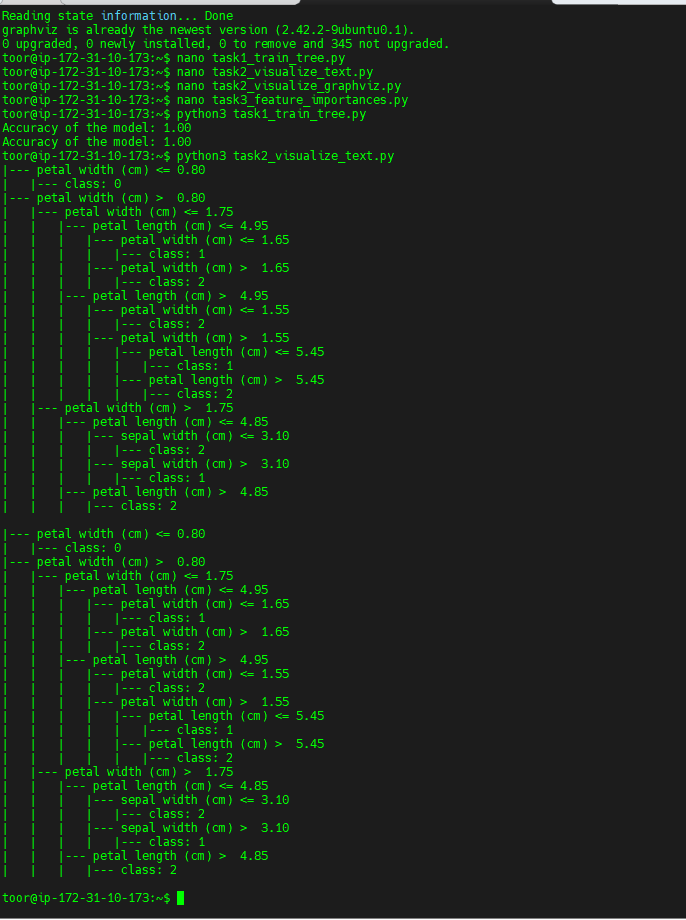 Reading state information... Done
graphviz is already the newest version (2.42.2-9ubuntu0.1).
0 upgraded, 0 newly installed, 0 to remove and 345 not upgraded.
toor@ip-172-31-10-173:~$ nano task1_train_tree.py
toor@ip-172-31-10-173:~$ nano task2_visualize_text.py
toor@ip-172-31-10-173:~$ nano task2_visualize_graphviz.py
toor@ip-172-31-10-173:~$ nano task3_feature_importances.py
toor@ip-172-31-10-173:~$ python3 task1_train_tree.py
Accuracy of the model: 1.00
Accuracy of the model: 1.00
toor@ip-172-31-10-173:~$ python3 task2_visualize_text.py
|--- petal width (cm) <= 0.80
|   |--- class: 0
|--- petal width (cm) >  0.80
|   |--- petal width (cm) <= 1.75
|   |   |--- petal length (cm) <= 4.95
|   |   |   |--- petal width (cm) <= 1.65
|   |   |   |   |--- class: 1
|   |   |   |--- petal width (cm) >  1.65
|   |   |   |   |--- class: 2
|   |   |--- petal length (cm) >  4.95
|   |   |   |--- petal width (cm) <= 1.55
|   |   |   |   |--- class: 2
|   |   |   |--- petal width (cm) >  1.55
|   |   |   |   |--- petal length (cm) <= 5.45
|   |   |   |   |   |--- class: 1
|   |   |   |   |--- petal length (cm) >  5.45
|   |   |   |   |   |--- class: 2
|   |--- petal width (cm) >  1.75
|   |   |--- petal length (cm) <= 4.85
|   |   |   |--- sepal width (cm) <= 3.10
|   |   |   |   |--- class: 2
|   |   |   |--- sepal width (cm) >  3.10
|   |   |   |   |--- class: 1
|   |   |--- petal length (cm) >  4.85
|   |   |   |--- class: 2

|--- petal width (cm) <= 0.80
|   |--- class: 0
|--- petal width (cm) >  0.80
|   |--- petal width (cm) <= 1.75
|   |   |--- petal length (cm) <= 4.95
|   |   |   |--- petal width (cm) <= 1.65
|   |   |   |   |--- class: 1
|   |   |   |--- petal width (cm) >  1.65
|   |   |   |   |--- class: 2
|   |   |--- petal length (cm) >  4.95
|   |   |   |--- petal width (cm) <= 1.55
|   |   |   |   |--- class: 2
|   |   |   |--- petal width (cm) >  1.55
|   |   |   |   |--- petal length (cm) <= 5.45
|   |   |   |   |   |--- class: 1
|   |   |   |   |--- petal length (cm) >  5.45
|   |   |   |   |   |--- class: 2
|   |--- petal width (cm) >  1.75
|   |   |--- petal length (cm) <= 4.85
|   |   |   |--- sepal width (cm) <= 3.10
|   |   |   |   |--- class: 2
|   |   |   |--- sepal width (cm) >  3.10
|   |   |   |   |--- class: 1
|   |   |--- petal length (cm) >  4.85
|   |   |   |--- class: 2

toor@ip-172-31-10-173:~$